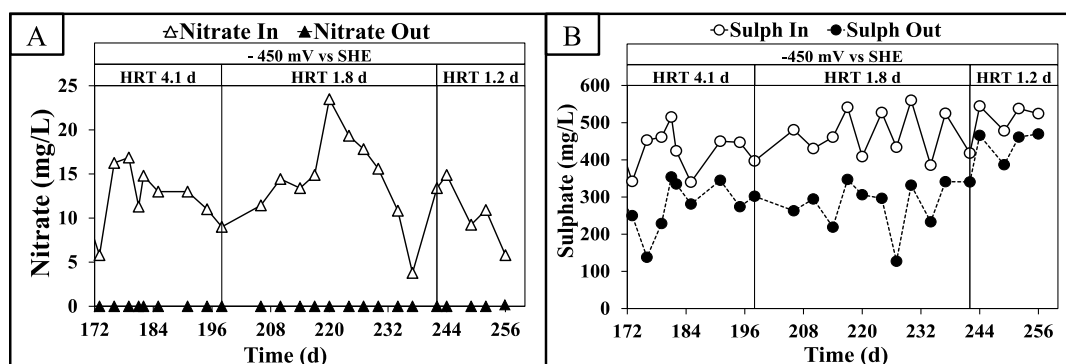 A
Nitrate In Nitrate Out
- 450 mV vs SHE
HRT 4.1 d HRT 1.8 d HRT 1.2 d
25
20
15
10
5
0
Nitrate (mg/L)
172 184 196 208 220 232 244 256
Time (d)
B
Sulph In Sulph Out
-450 mV vs SHE
HRT 4.1 d HRT 1.8 d HRT 1.2 d
600
500
400
300
200
100
0
Sulphate (mg/L)
172 184 196 208 220 232 244 256
Time (d)